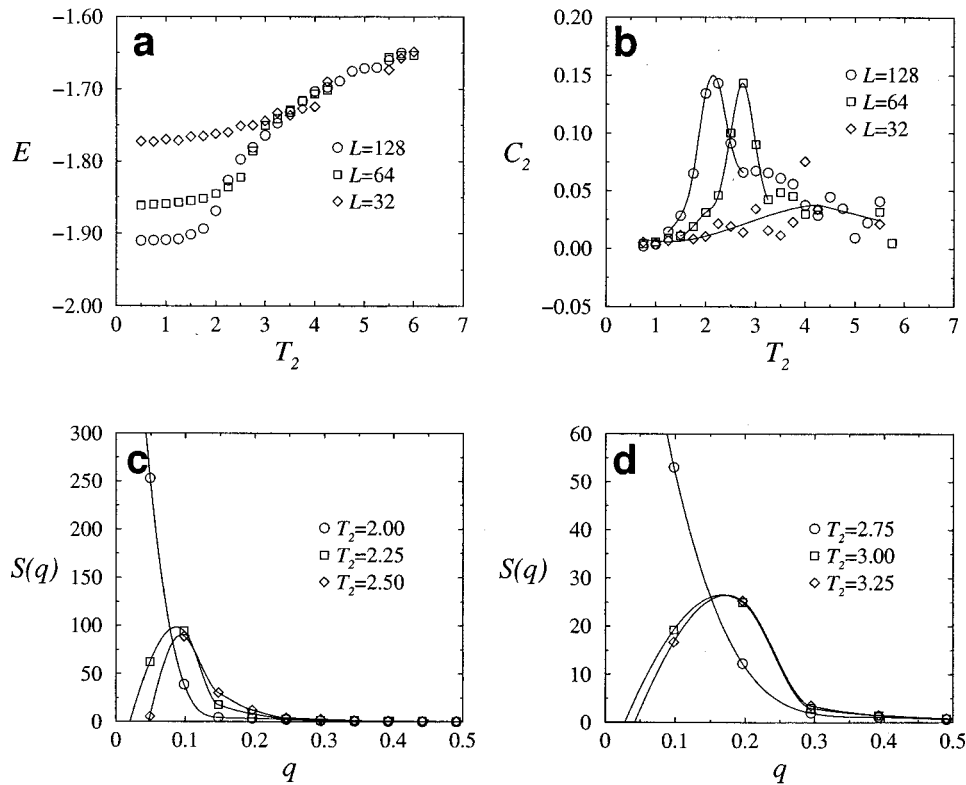 a
−1.60
−1.70
−1.80
−1.90
−2.00
E
L=128
L=64
L=32
0 1 2 3 4 5 6 7
T2
b
0.20
0.15
0.10
0.05
0.00
−0.05
C2
L=128
L=64
L=32
0 1 2 3 4 5 6 7
T2
c
300
250
200
150
100
50
0
S(q)
T2=2.00
T2=2.25
T2=2.50
0 0.1 0.2 0.3 0.4 0.5
q
d
60
50
40
30
20
10
0
S(q)
T2=2.75
T2=3.00
T2=3.25
0 0.1 0.2 0.3 0.4 0.5
q